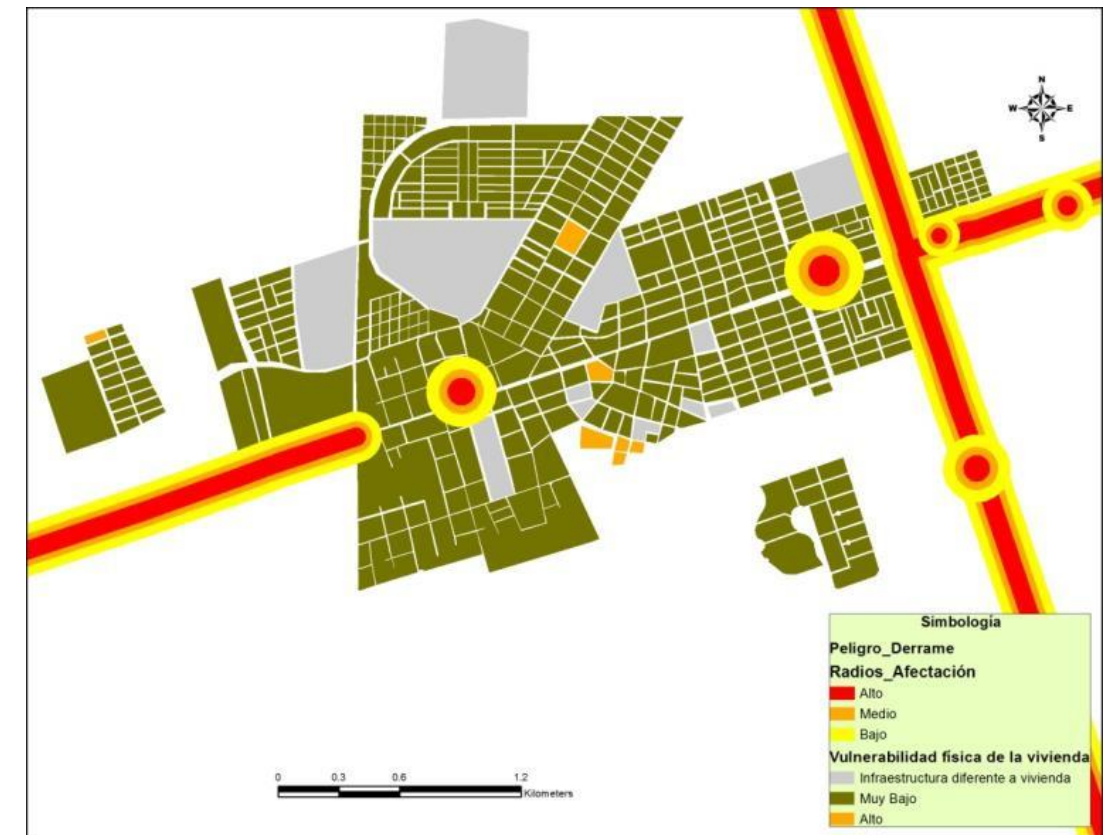 N
W E
S
Simbología
Peligro_Derrame
Radios_Afectación
Alto
Medio
Bajo
Vulnerabilidad física de la vivienda
Infraestructura diferente a vivienda
Muy Bajo
Alto
0 0.3 0.6 1.2
Kilometers